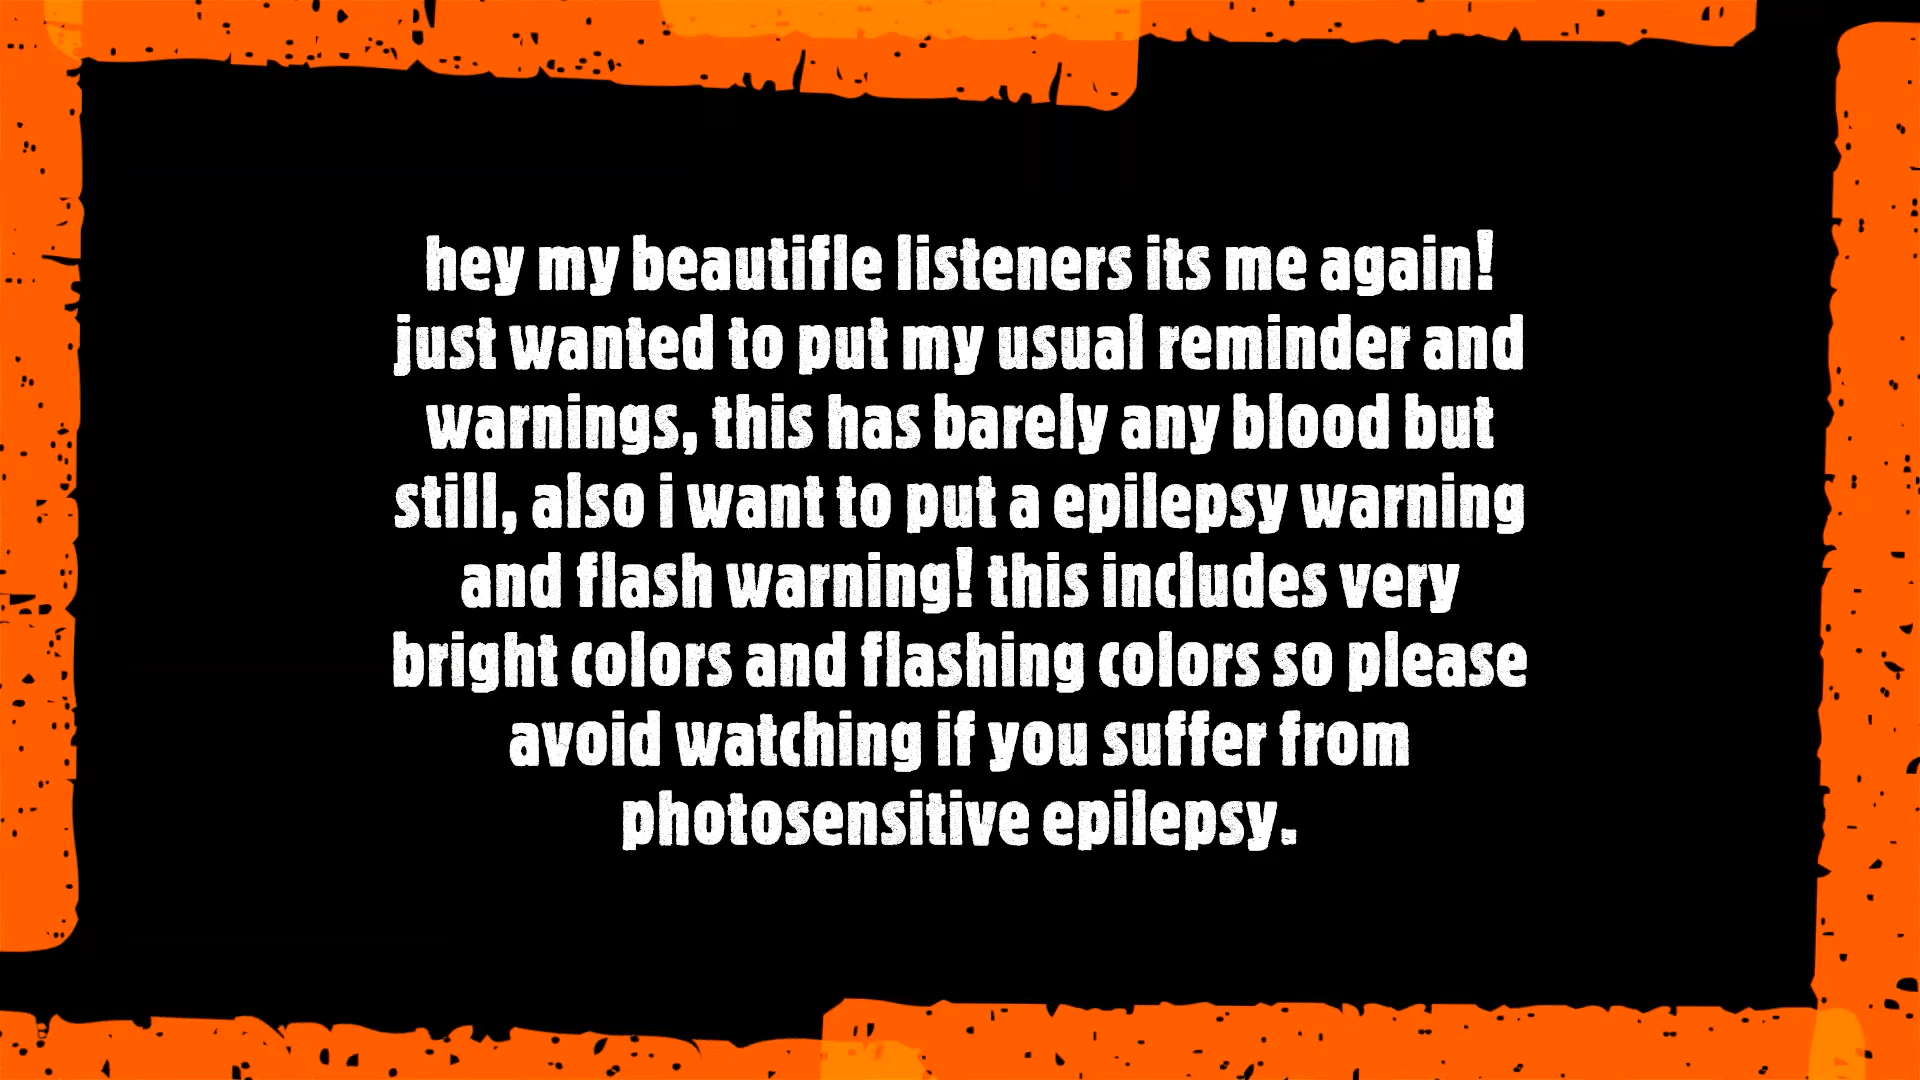 hey my beautifle listeners its me again!
just wanted to put my usual reminder and
warnings, this has barely any blood but
still, also i want to put a epilepsy warning
and flash warning! this includes very
bright colors and flashing colors so please
avoid watching if you suffer from
photosensitive epilepsy.